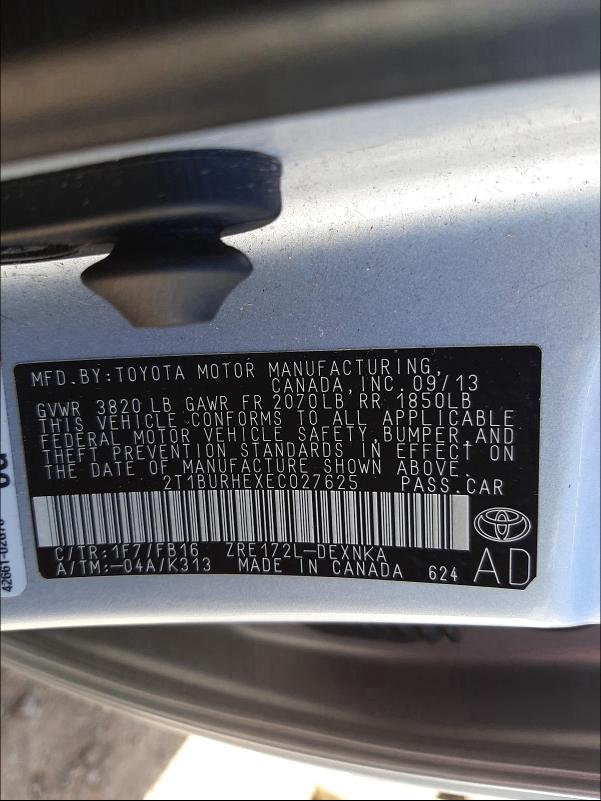 MFD.BY:TOYOTA MOTOR MANUFACTURING,
CANADA, INC. 09/13
GVWR 3820 LB GAWR FR 2070LB RR 1850LB
THIS VEHICLE CONFORMS TO ALL APPLICABLE
FEDERAL MOTOR VEHICLE SAFETY,BUMPER,AND
THEFT PREVENTION STANDARDS IN EFFECT ON
THE DATE OF MANUFACTURE SHOWN ABOVE.
2T1BURHEXEC027625 PASS.CAR
C/TR:1F7/FB16 ZRE172L-DEXNKA
A/TM:-04A/K313 MADE IN CANADA 624
AD